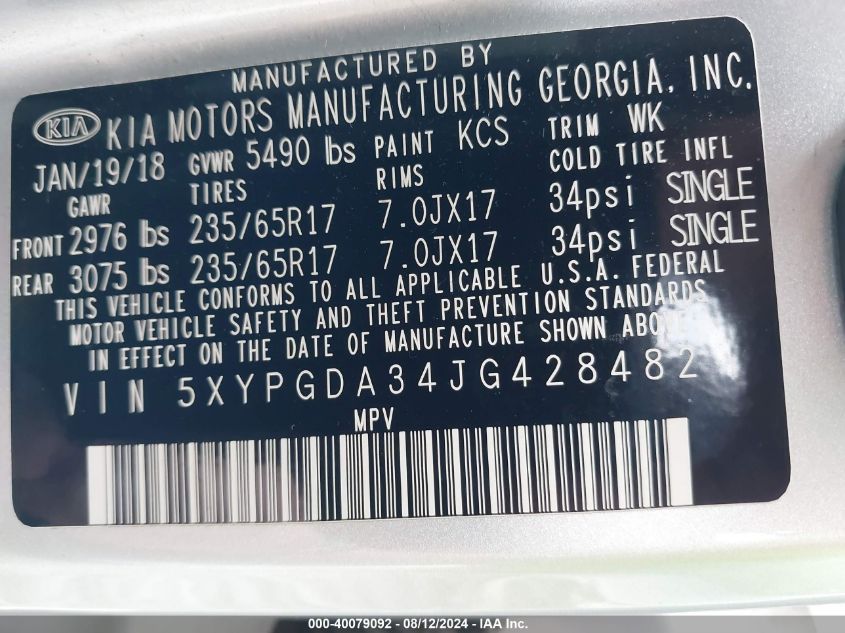 MANUFACTURED BY
KIA KIA MOTORS MANUFACTURING GEORGIA, INC.
JAN/19/18 GVWR 5490 lbs PAINT KCS TRIM WK
GAWR TIRES RIMS COLD TIRE INFL
FRONT 2976 lbs 235/65R17 7.0JX17 34psi SINGLE
REAR 3075 lbs 235/65R17 7.0JX17 34psi SINGLE
THIS VEHICLE CONFORMS TO ALL APPLICABLE U.S.A. FEDERAL
MOTOR VEHICLE SAFETY AND THEFT PREVENTION STANDARDS
IN EFFECT ON THE DATE OF MANUFACTURE SHOWN ABOVE
VIN 5XYPGDA34JG428482
MPV
000-40079092 - 08/12/2024 - IAA Inc.